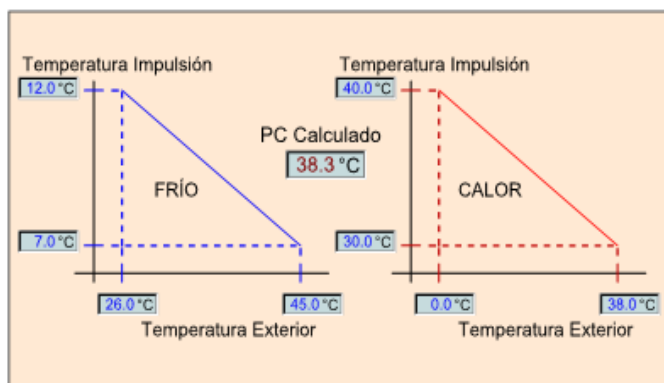 Temperatura Impulsión
Temperatura Impulsión
12.0 °C
40.0 °C
PC Calculado
38.3 °C
FRÍO
CALOR
7.0 °C
30.0 °C
26.0 °C
45.0 °C
0.0 °C
38.0 °C
Temperatura Exterior
Temperatura Exterior